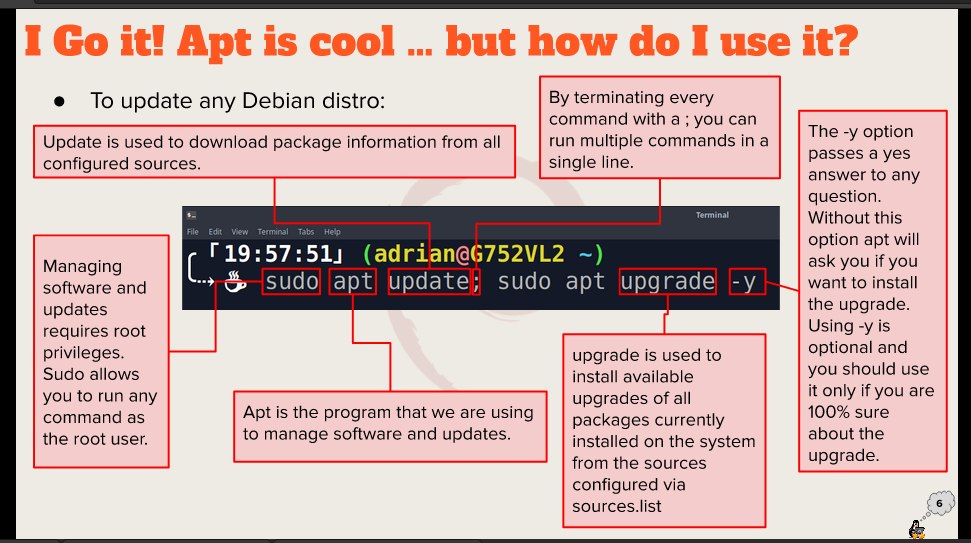 I Go it! Apt is cool ... but how do I use it?
● To update any Debian distro:
Update is used to download package information from all
configured sources.
By terminating every
command with a ; you can
run multiple commands in a
single line.
The -y option
passes a yes
answer to any
question.
Without this
option apt will
ask you if you
want to install
the upgrade.
Using -y is
optional and
you should use
it only if you are
100% sure
about the
upgrade.
Terminal
File Edit View Terminal Tabs Help
「19:57:51」 (adrian@G752VL2 ~)
sudo apt update; sudo apt upgrade -y
Managing
software and
updates
requires root
privileges.
Sudo allows
you to run any
command as
the root user.
Apt is the program that we are using
to manage software and updates.
upgrade is used to
install available
upgrades of all
packages currently
installed on the system
from the sources
configured via
sources.list
6